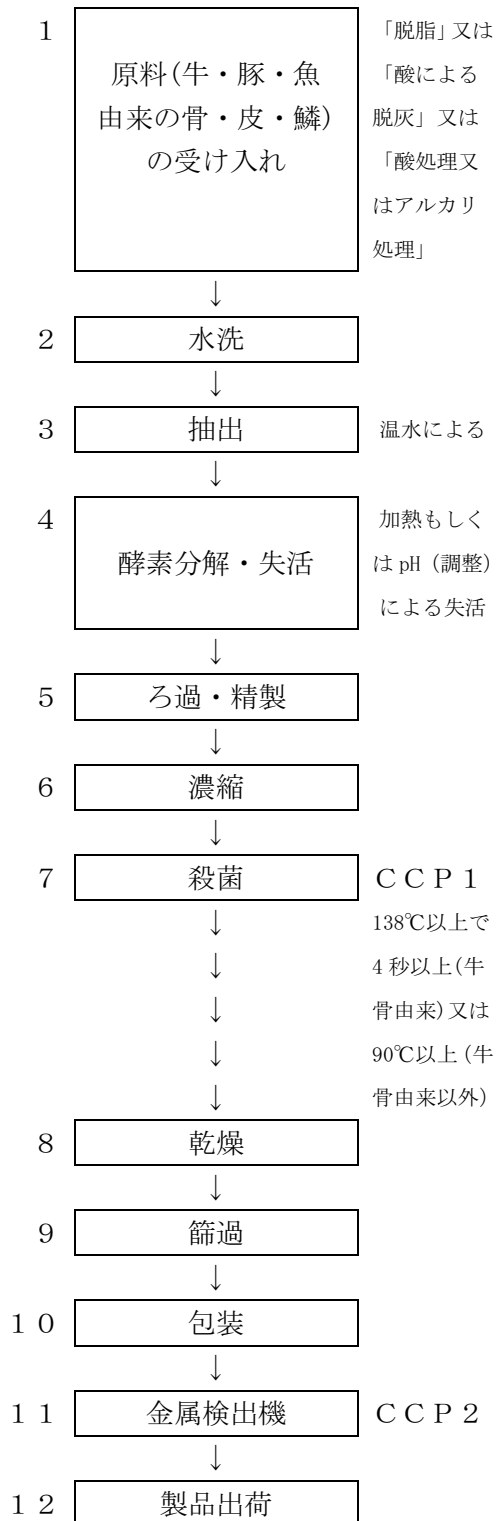 1
原料(牛・豚・魚
由来の骨・皮・鱗)
の受け入れ
「脱脂」又は
「酸による
脱灰」又は
「酸処理又
はアルカリ
処理」
↓
2 水洗
↓
3 抽出 温水による
↓
4
酵素分解・失活
加熱もしく
は pH（調整）
による失活
↓
5 ろ過・精製
↓
6 濃縮
↓
7 殺菌 ＣＣＰ１
↓ 138℃以上で
↓ 4 秒以上(牛
↓ 骨由来)又は
↓ 90℃以上(牛
↓ 骨由来以外)
8 乾燥
↓
9 篩過
↓
１０ 包装
↓
１１ 金属検出機 ＣＣＰ２
↓
１２ 製品出荷